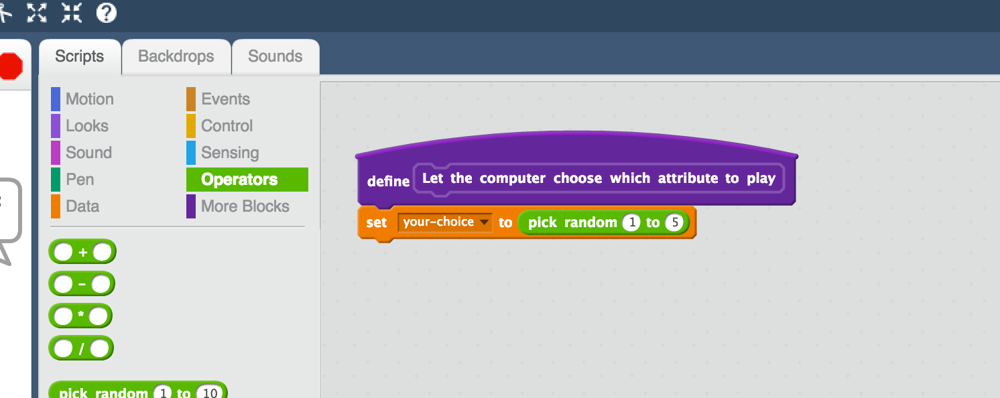 ?
Scripts Backdrops Sounds
Motion Events
Looks Control
Sound Sensing
Pen Operators
Data More Blocks
+
-
*
/
pick random 1 to 10
define Let the computer choose which attribute to play
set your-choice to pick random 1 to 5